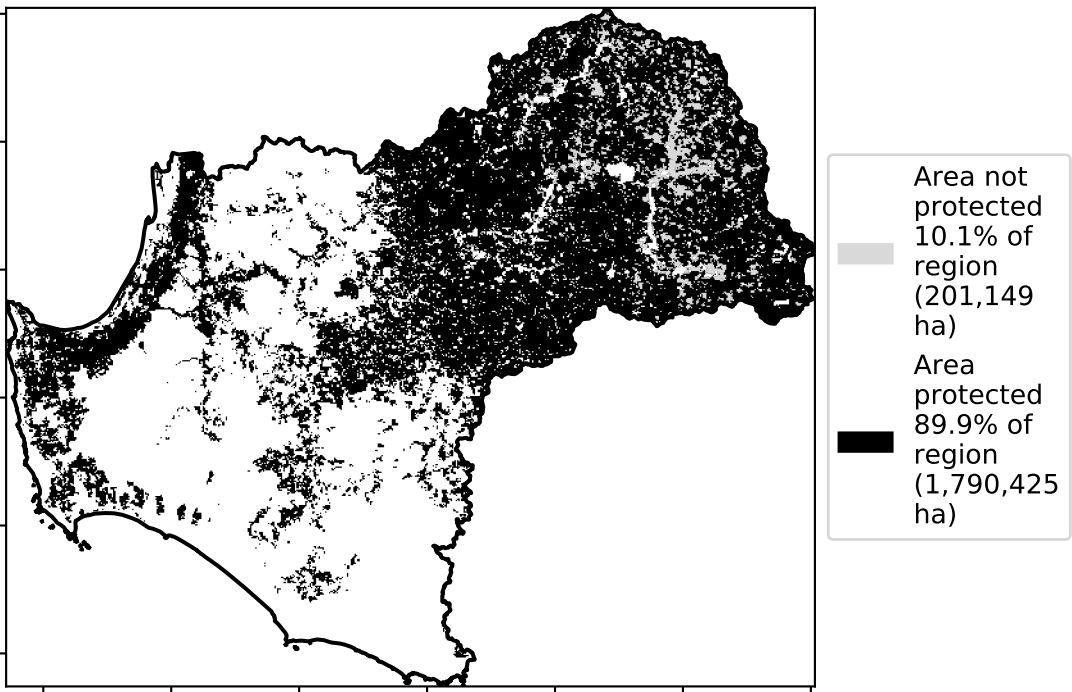 Area not
protected
10.1% of
region
(201,149
ha)
Area
protected
89.9% of
region
(1,790,425
ha)